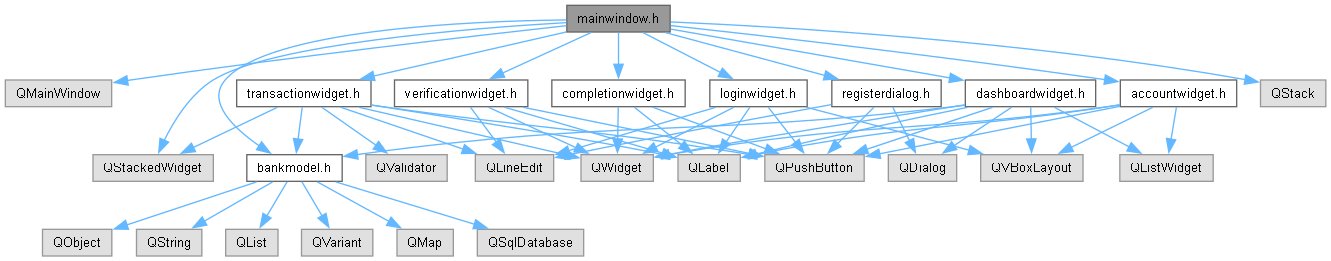 mainwindow.h
QMainWindow
transactionwidget.h
verificationwidget.h
completionwidget.h
loginwidget.h
registerdialog.h
dashboardwidget.h
accountwidget.h
QStack
QStackedWidget
bankmodel.h
QValidator
QLineEdit
QWidget
QLabel
QPushButton
QDialog
QVBoxLayout
QListWidget
QObject
QString
QList
QVariant
QMap
QSqlDatabase